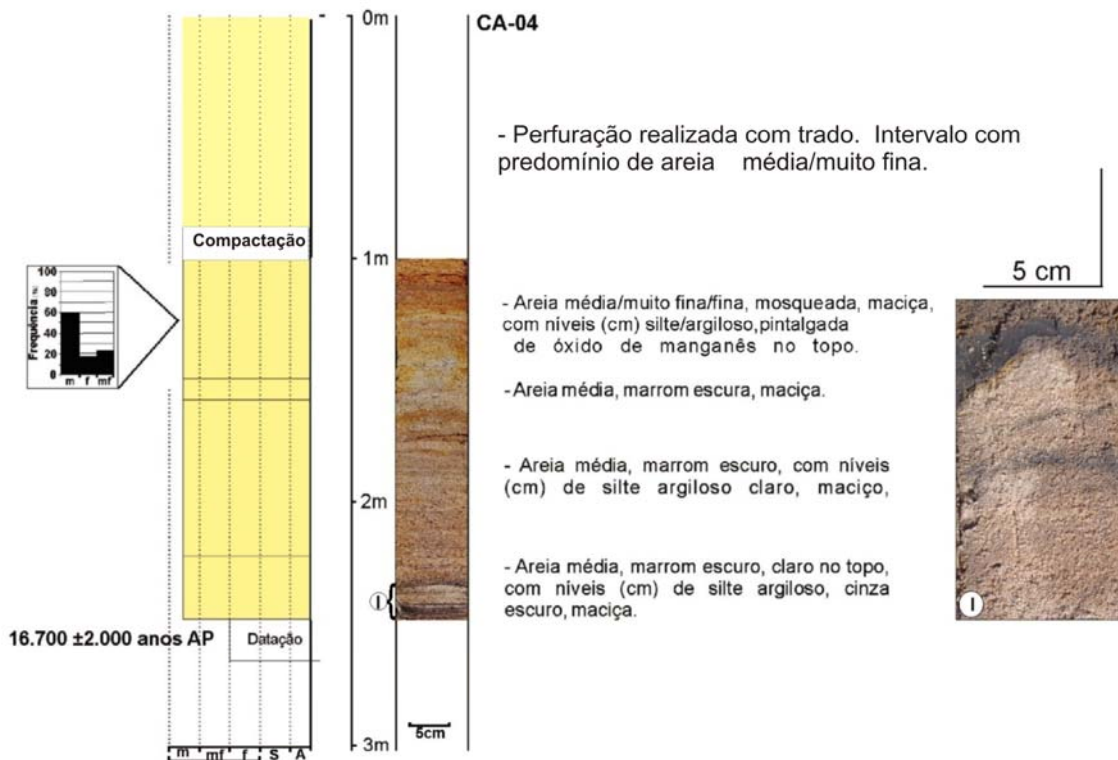 0m
CA-04
- Perfuração realizada com trado. Intervalo com
predomínio de areia média/muito fina.
Compactação
1m
5 cm
100
80
60
40
20
0
Frequência (%)
m f mf
- Areia média/muito fina/fina, mosqueada, maciça,
com níveis (cm) silte/argiloso,pintalgada
de óxido de manganês no topo.
- Areia média, marrom escura, maciça.
- Areia média, marrom escuro, com níveis
(cm) de silte argiloso claro, maciço,
2m
- Areia média, marrom escuro, claro no topo,
com níveis (cm) de silte argiloso, cinza
escuro, maciça.
I
I
16.700 ±2.000 anos AP
Datação
5cm
3m
m mf f S A